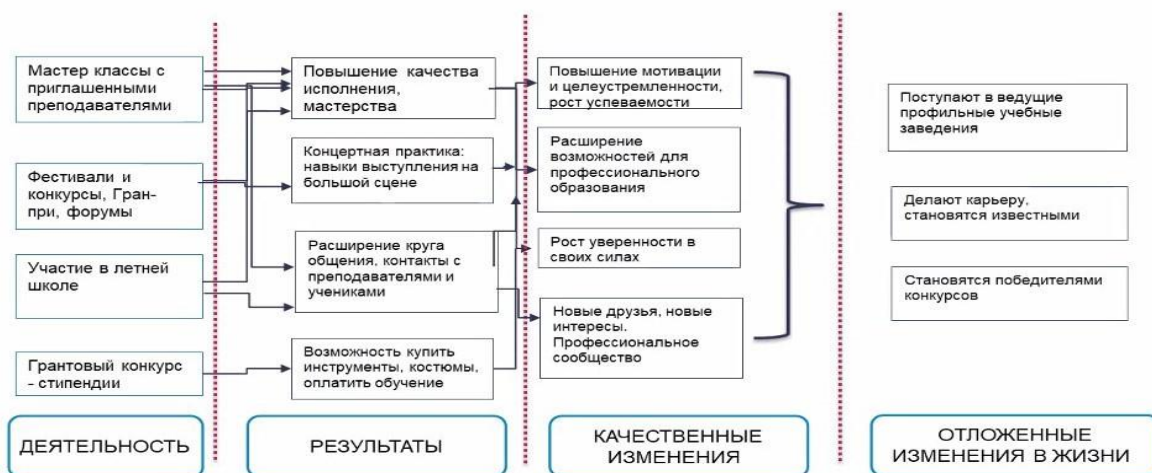 Мастер классы с
приглашенными
преподавателями
Фестивали и
конкурсы, Гран-
при, форумы
Участие в летней
школе
Грантовый конкурс
- стипендии
ДЕЯТЕЛЬНОСТЬ
Повышение качества
исполнения,
мастерства
Концертная практика:
навыки выступления на
большой сцене
Расширение круга
общения, контакты с
преподавателями и
учениками
Возможность купить
инструменты, костюмы,
оплатить обучение
РЕЗУЛЬТАТЫ
Повышение мотивации
и целеустремленности,
рост успеваемости
Расширение
возможностей для
профессионального
образования
Рост уверенности в
своих силах
Новые друзья, новые
интересы.
Профессиональное
сообщество
КАЧЕСТВЕННЫЕ
ИЗМЕНЕНИЯ
Поступают в ведущие
профильные учебные
заведения
Делают карьеру,
становятся известными
Становятся победителями
конкурсов
ОТЛОЖЕННЫЕ
ИЗМЕНЕНИЯ В ЖИЗНИ